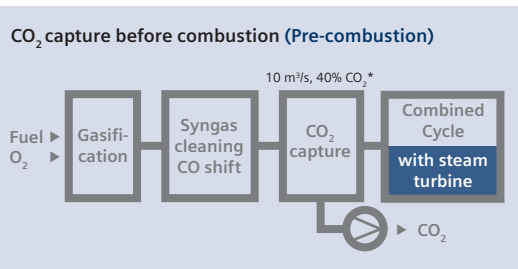 CO₂ capture before combustion (Pre-combustion)
10 m³/s, 40% CO₂*
Fuel
O₂
Gasifi-
cation
Syngas
cleaning
CO shift
CO₂
capture
Combined
Cycle
with steam
turbine
CO₂